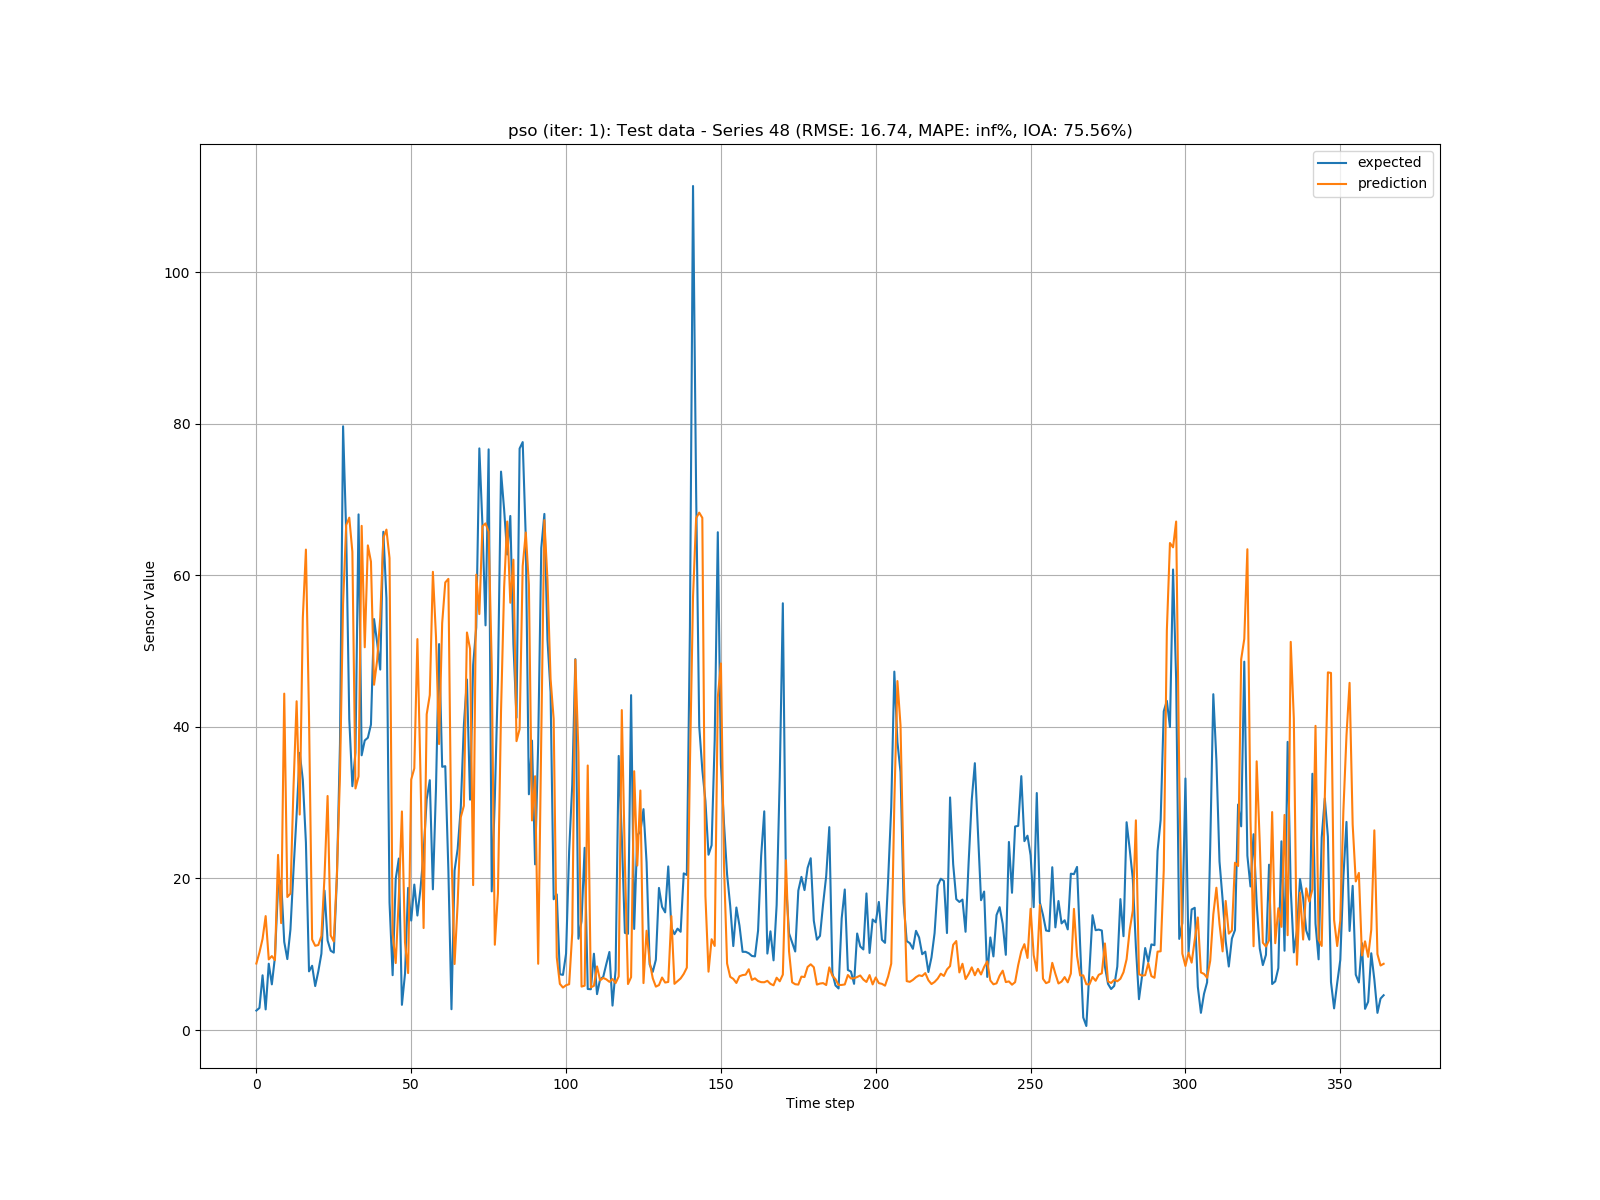 pso (iter: 1): Test data - Series 48 (RMSE: 16.74, MAPE: inf%, IOA: 75.56%)
expected
prediction
100
80
60
40
20
0
Sensor Value
0 50 100 150 200 250 300 350
Time step